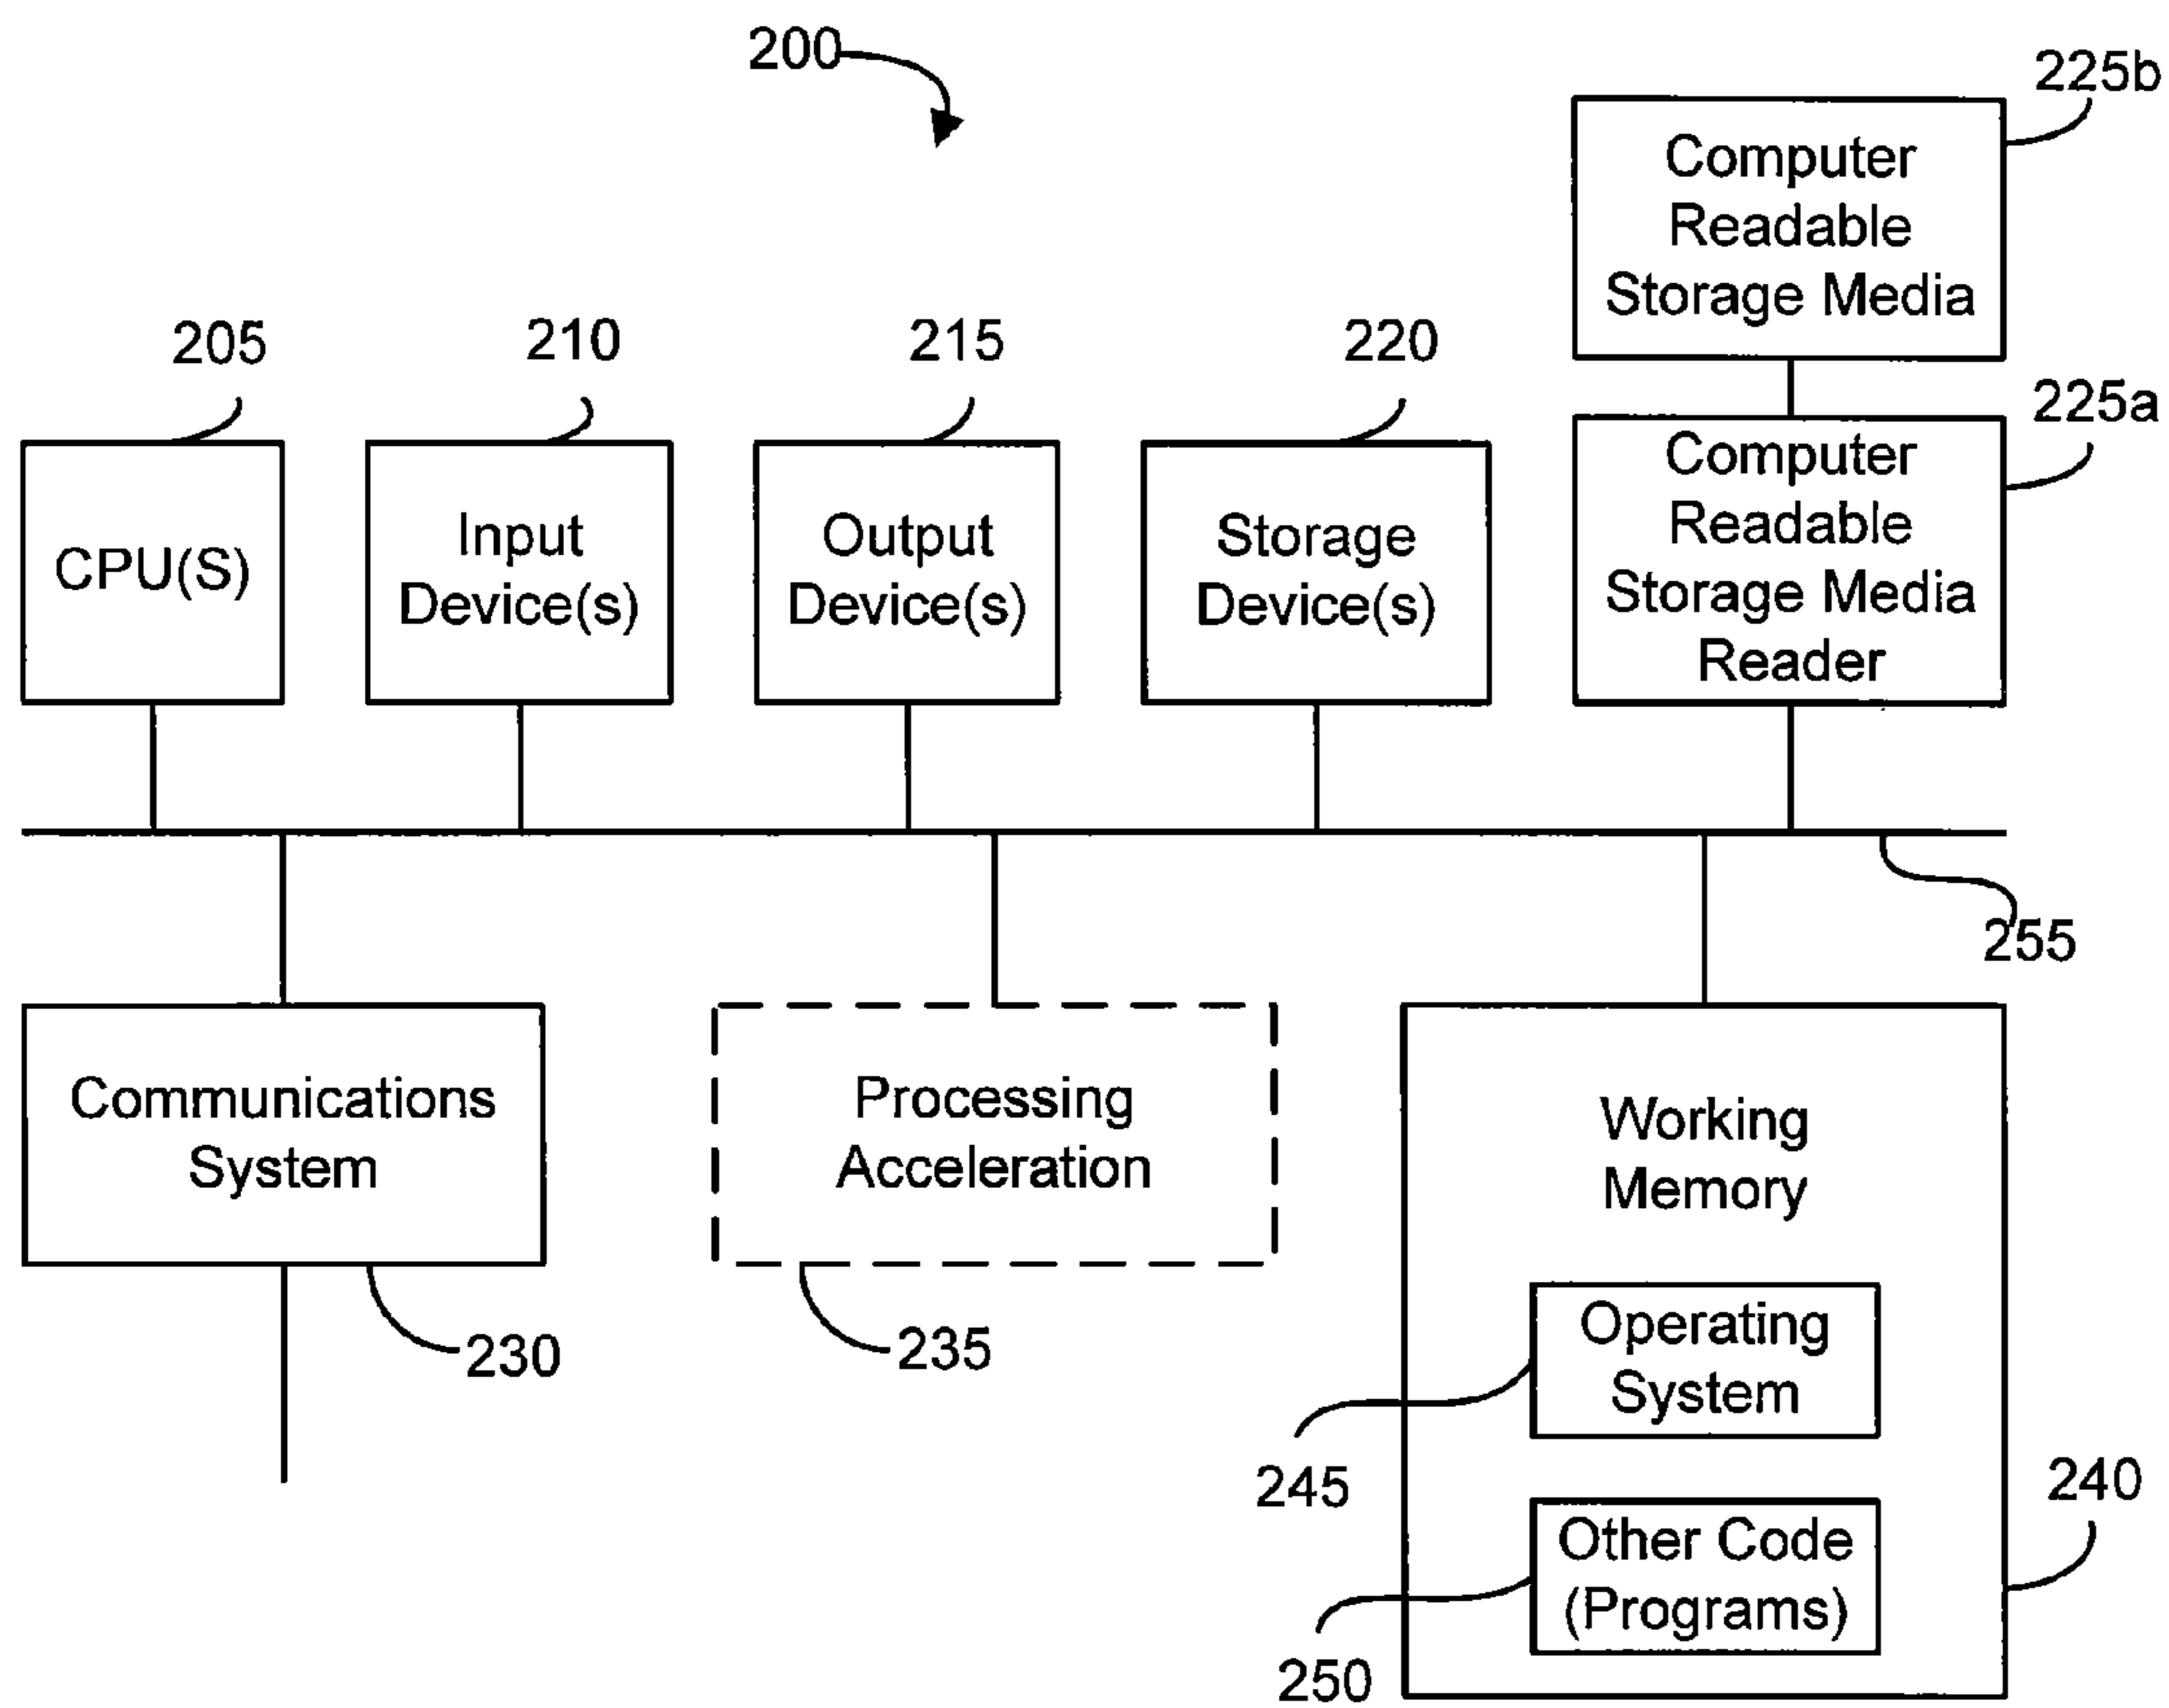 200
225b
Computer
Readable
Storage Media
205
210
215
220
225a
CPU(S)
Input
Device(s)
Output
Device(s)
Storage
Device(s)
Computer
Readable
Storage Media
Reader
255
Communications
System
230
Processing
Acceleration
235
Working
Memory
Operating
System
245
240
Other Code
(Programs)
250